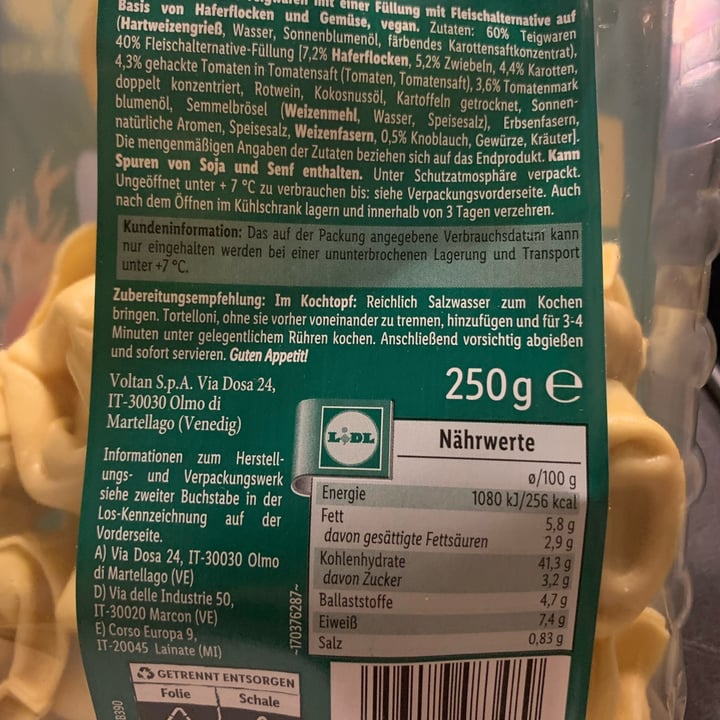 einer Füllung mit Fleischalternative auf
Basis von Haferflocken und Gemüse, vegan. Zutaten: 60% Teigwaren
(Hartweizengrieß, Wasser, Sonnenblumenöl, färbendes Karottensaftkonzentrat),
40% Fleischalternative-Füllung [7,2% Haferflocken, 5,2% Zwiebeln, 4,4% Karotten,
4,3% gehackte Tomaten in Tomatensaft (Tomaten, Tomatensaft), 3,6% Tomatenmark
doppelt konzentriert, Rotwein, Kokosnussöl, Kartoffeln getrocknet, Sonnen-
blumenöl, Semmelbrösel (Weizenmehl, Wasser, Speisesalz), Erbsenfasern,
natürliche Aromen, Speisesalz, Weizenfasern, 0,5% Knoblauch, Gewürze, Kräuter].
Die mengenmäßigen Angaben der Zutaten beziehen sich auf das Endprodukt. Kann
Spuren von Soja und Senf enthalten. Unter Schutzatmosphäre verpackt.
Ungeöffnet unter + 7 °C zu verbrauchen bis: siehe Verpackungsvorderseite. Auch
nach dem Öffnen im Kühlschrank lagern und innerhalb von 3 Tagen verzehren.
Kundeninformation: Das auf der Packung angegebene Verbrauchsdatum kann
nur eingehalten werden bei einer ununterbrochenen Lagerung und Transport
unter +7 °C.
Zubereitungsempfehlung: Im Kochtopf: Reichlich Salzwasser zum Kochen
bringen. Tortelloni, ohne sie vorher voneinander zu trennen, hinzufügen und für 3-4
Minuten unter gelegentlichem Rühren kochen. Anschließend vorsichtig abgießen
und sofort servieren. Guten Appetit!
Voltan S.p.A. Via Dosa 24,
IT-30030 Olmo di
Martellago (Venedig)
250g e
Informationen zum Herstell-
ungs- und Verpackungswerk
siehe zweiter Buchstabe in der
Los-Kennzeichnung auf der
Vorderseite.
A) Via Dosa 24, IT-30030 Olmo
di Martellago (VE)
D) Via delle Industrie 50,
IT-30020 Marcon (VE)
E) Corso Europa 9,
IT-20045 Lainate (MI)
~170376287~
LIDL
Nährwerte
ø/100 g
Energie 1080 kJ/256 kcal
Fett 5,8 g
davon gesättigte Fettsäuren 2,9 g
Kohlenhydrate 41,3 g
davon Zucker 3,2 g
Ballaststoffe 4,7 g
Eiweiß 7,4 g
Salz 0,83 g
GETRENNT ENTSORGEN
Folie Schale
B390